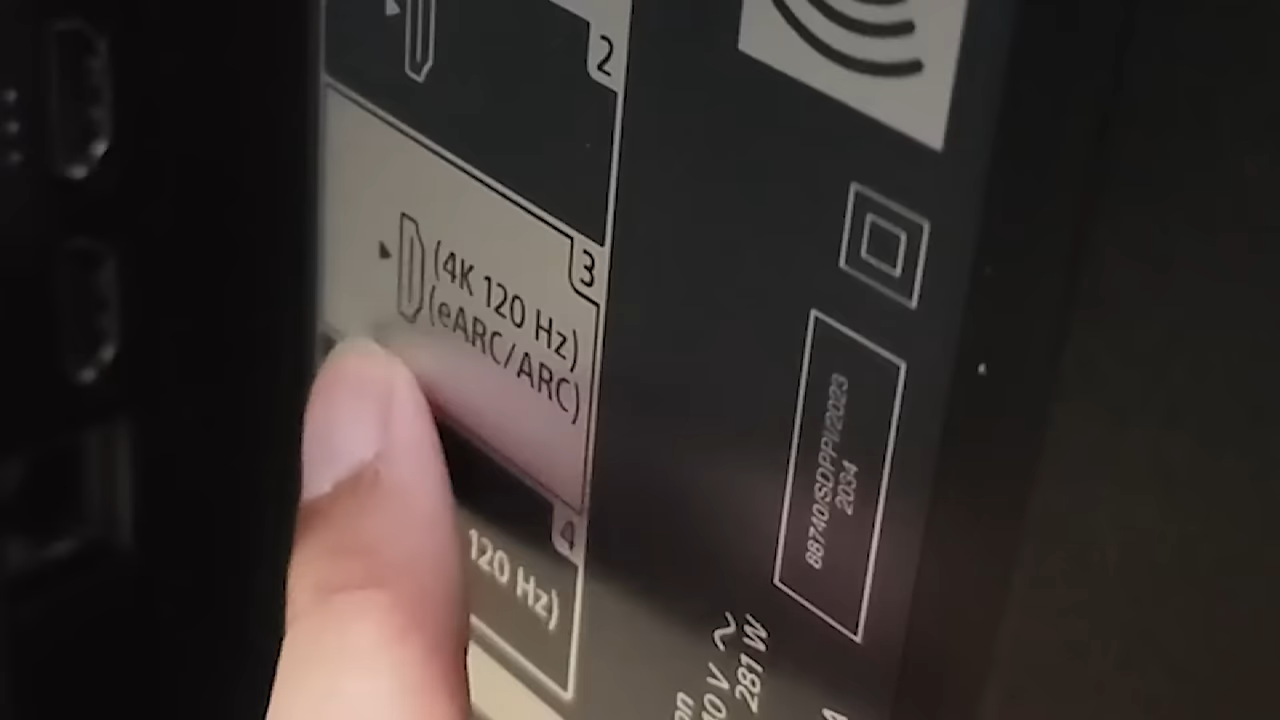 2
3
(4K 120 Hz)
(eARC/ARC)
4
120 Hz)
88740/SDPPI/2023
2034
281 W